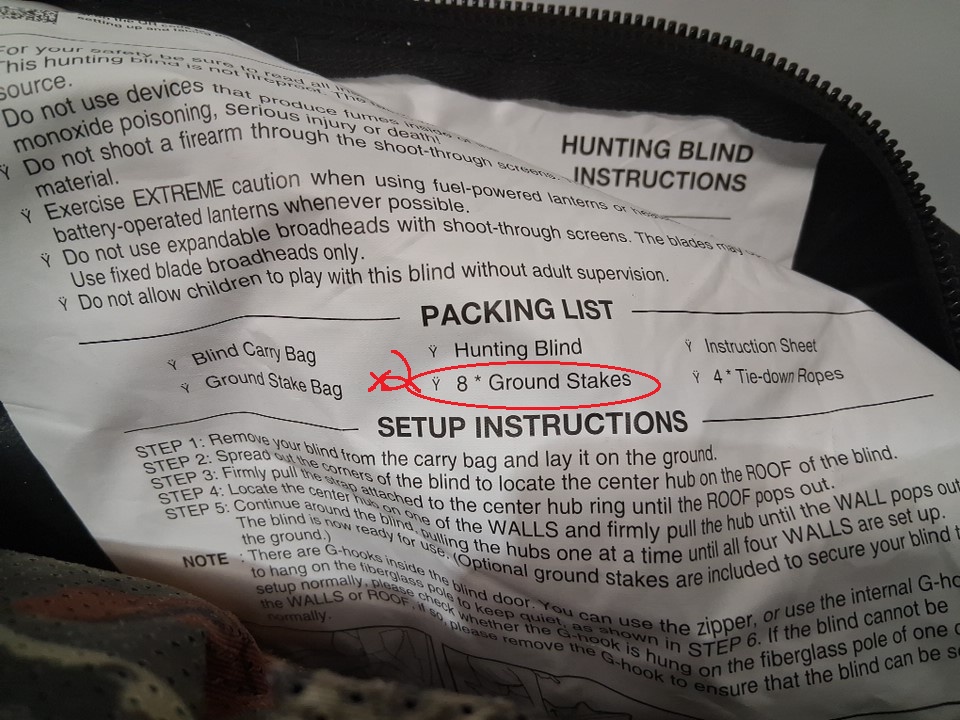 setting up and taking
For your safety be sure to read all
This hunting blind is not fireproof. The
source.
Do not use devices that produce fumes inside
monoxide poisoning, serious injury or death!
Ÿ Do not shoot a firearm through the shoot-through screens.
material.
Ÿ Exercise EXTREME caution when using fuel-powered lanterns or
battery-operated lanterns whenever possible.
Ÿ Do not use expandable broadheads with shoot-through screens. The blades may
Use fixed blade broadheads only.
Ÿ Do not allow children to play with this blind without adult supervision.
HUNTING BLIND
INSTRUCTIONS
PACKING LIST
Ÿ Blind Carry Bag Ÿ Hunting Blind Ÿ Instruction Sheet
Ÿ Ground Stake Bag x2 Ÿ 8 * Ground Stakes Ÿ 4 * Tie-down Ropes
SETUP INSTRUCTIONS
STEP 1: Remove your blind from the carry bag and lay it on the ground.
STEP 2: Spread out the corners of the blind to locate the center hub on the ROOF of the blind.
STEP 3: Firmly pull the strap attached to the center hub ring until the ROOF pops out.
STEP 4: Locate the center hub on one of the WALLS and firmly pull the hub until the WALL pops out
STEP 5: Continue around the blind, pulling the hubs one at a time until all four WALLS are set up.
The blind is now ready for use. (Optional ground stakes are included to secure your blind t
the ground.)
NOTE : There are G-hooks inside the blind door. You can use the zipper, or use the internal G-ho
to hang on the fiberglass pole to keep quiet, as shown in STEP 6. If the blind cannot be
setup normally, please check whether the G-hook is hung on the fiberglass pole of one o
the WALLS or ROOF, if so, please remove the G-hook to ensure that the blind can be s
normally.